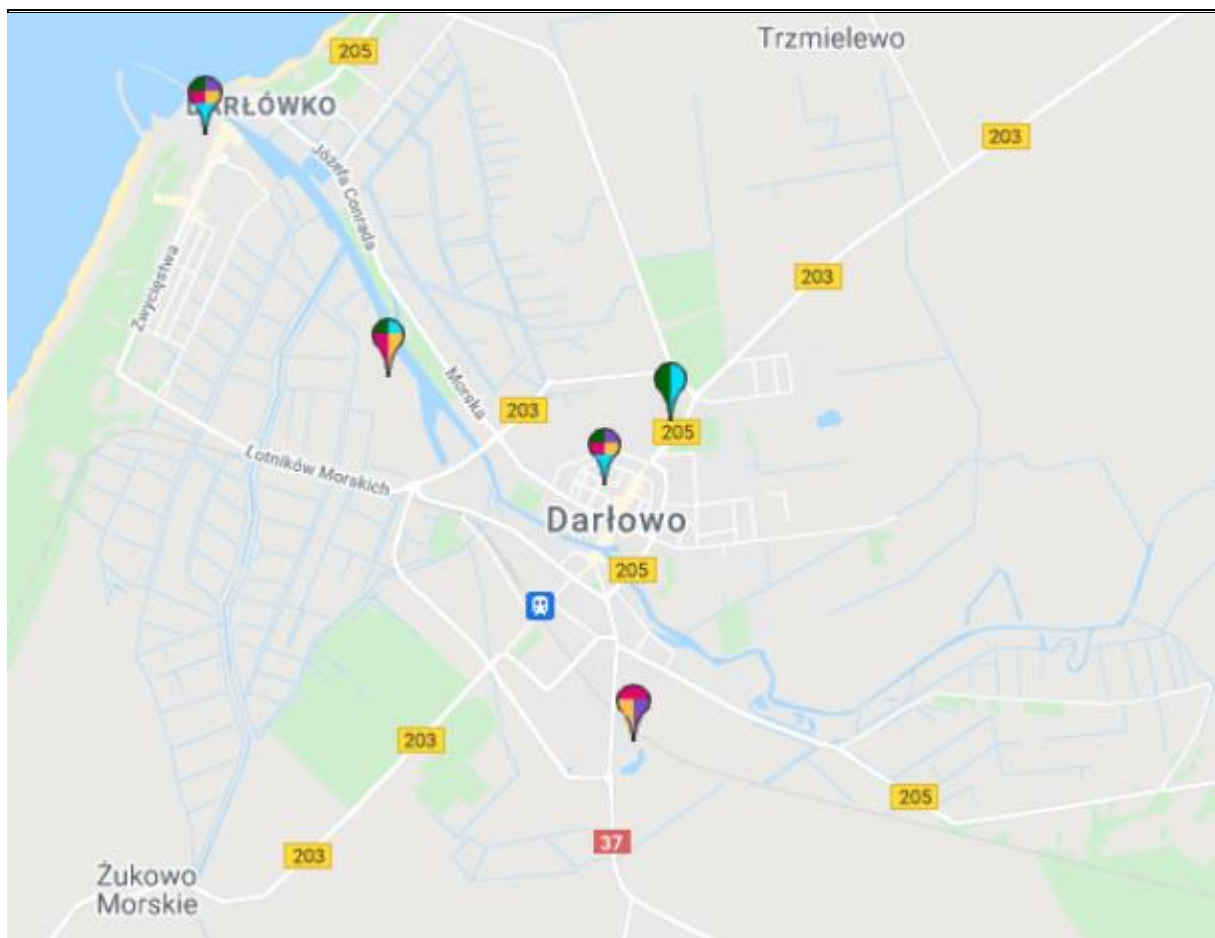 Trzmielewo
205
DARŁÓWKO
203
Józefa Conrada
203
Zwycięstwa
Morska
203
205
Lotników Morskich
Darłowo
205
203
205
37
203
Żukowo
Morskie